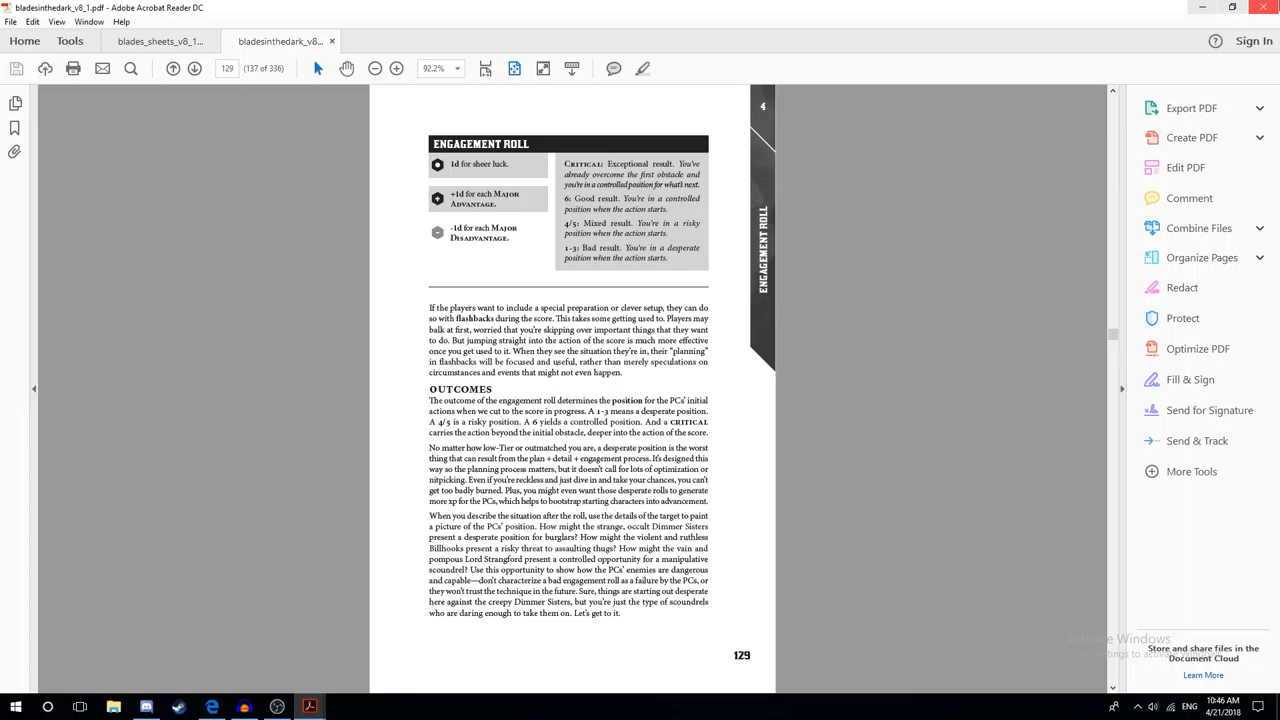 bladesinthedark_v8_1.pdf - Adobe Acrobat Reader DC
File Edit View Window Help
Home Tools blades_sheets_v8_1... bladesinthedark_v8... × Sign In
129 (137 of 336) 92.2%
4
ENGAGEMENT ROLL
1d for sheer luck.
+1d for each MAJOR
ADVANTAGE.
-1d for each MAJOR
DISADVANTAGE.
CRITICAL: Exceptional result. You've
already overcome the first obstacle and
you're in a controlled position for what's next.
6: Good result. You're in a controlled
position when the action starts.
4/5: Mixed result. You're in a risky
position when the action starts.
1-3: Bad result. You're in a desperate
position when the action starts.
ENGAGEMENT ROLL
If the players want to include a special preparation or clever setup, they can do
so with flashbacks during the score. This takes some getting used to. Players may
balk at first, worried that you're skipping over important things that they want
to do. But jumping straight into the action of the score is much more effective
once you get used to it. When they see the situation they're in, their "planning"
in flashbacks will be focused and useful, rather than merely speculations on
circumstances and events that might not even happen.
OUTCOMES
The outcome of the engagement roll determines the position for the PCs' initial
actions when we cut to the score in progress. A 1-3 means a desperate position.
A 4/5 is a risky position. A 6 yields a controlled position. And a CRITICAL
carries the action beyond the initial obstacle, deeper into the action of the score.
No matter how low-Tier or outmatched you are, a desperate position is the worst
thing that can result from the plan + detail + engagement process. It's designed this
way so the planning process matters, but it doesn't call for lots of optimization or
nitpicking. Even if you're reckless and just dive in and take your chances, you can't
get too badly burned. Plus, you might even want those desperate rolls to generate
more xp for the PCs, which helps to bootstrap starting characters into advancement.
When you describe the situation after the roll, use the details of the target to paint
a picture of the PCs' position. How might the strange, occult Dimmer Sisters
present a desperate position for burglars? How might the violent and ruthless
Billhooks present a risky threat to assaulting thugs? How might the vain and
pompous Lord Strangford present a controlled opportunity for a manipulative
scoundrel? Use this opportunity to show how the PCs' enemies are dangerous
and capable—don't characterize a bad engagement roll as a failure by the PCs, or
they won't trust the technique in the future. Sure, things are starting out desperate
here against the creepy Dimmer Sisters, but you're just the type of scoundrels
who are daring enough to take them on. Let's get to it.
129
Export PDF
Create PDF
Edit PDF
Comment
Combine Files
Organize Pages
Redact
Protect
Optimize PDF
Fill & Sign
Send for Signature
Send & Track
More Tools
Activate Windows
Store and share files in the
Document Cloud
Learn More
ENG
10:46 AM
4/21/2018